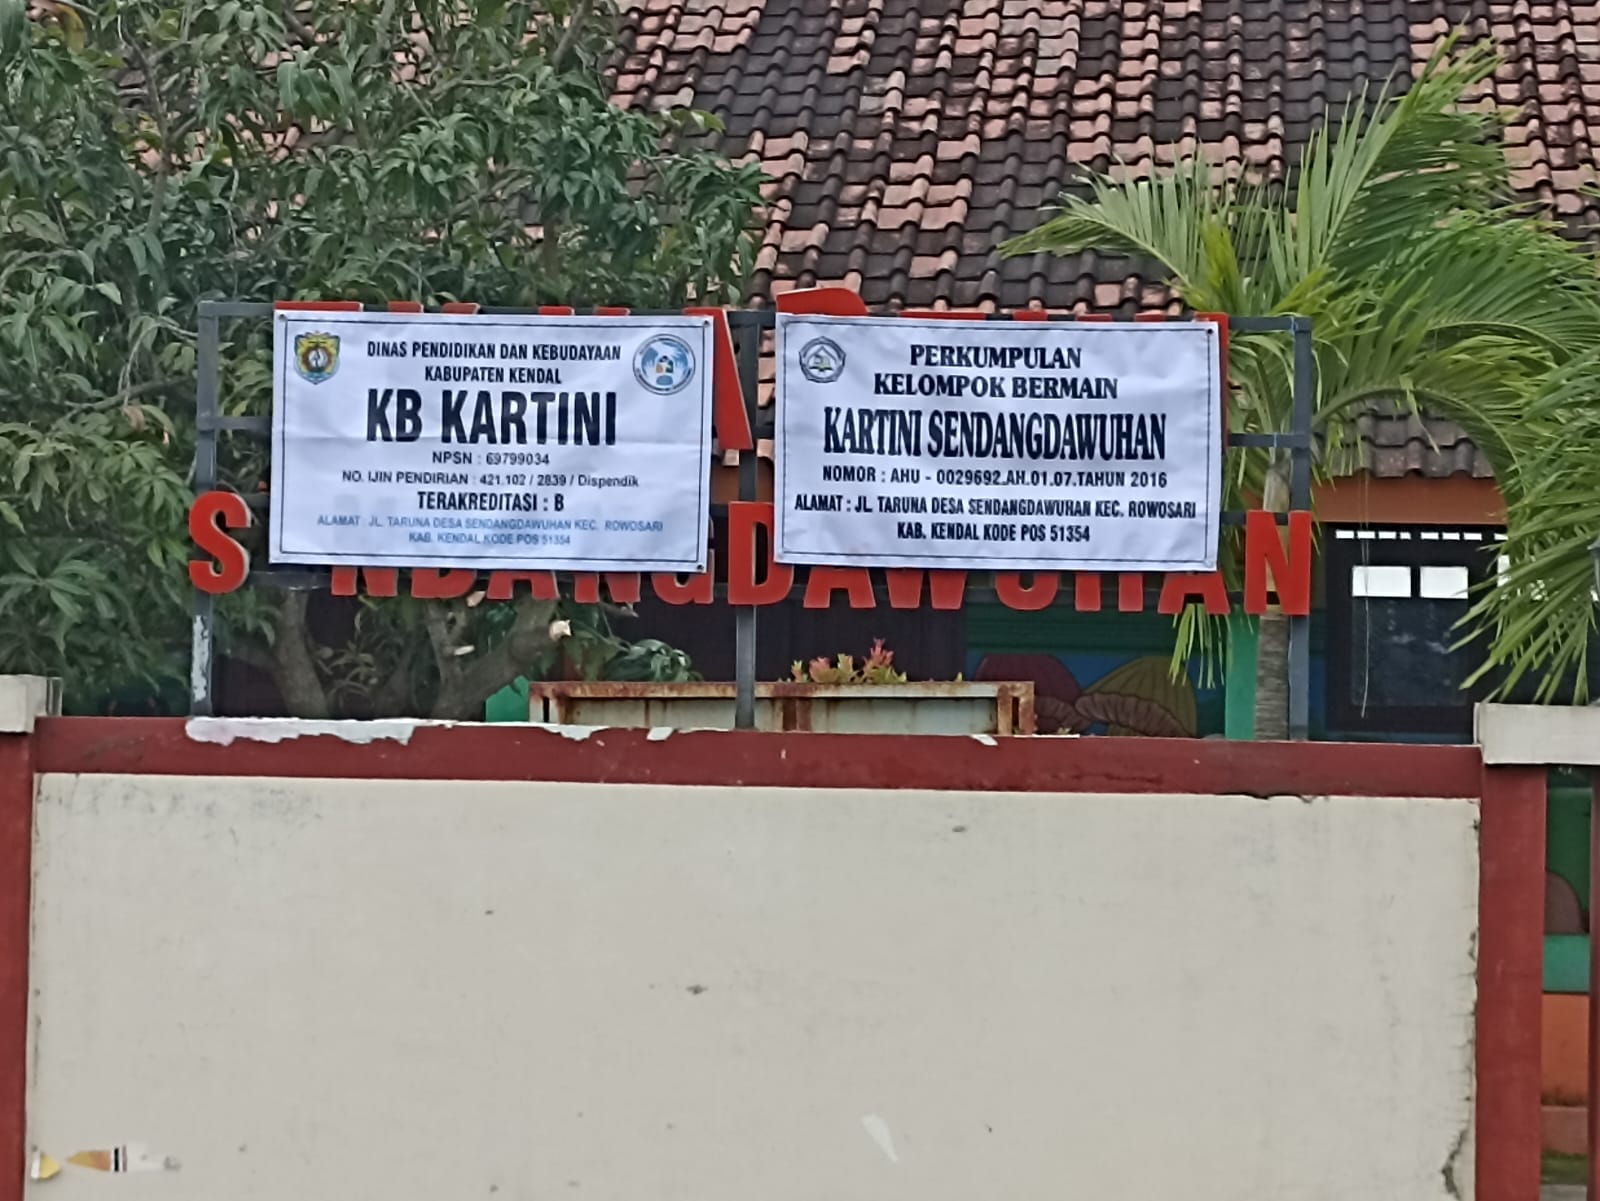 DINAS PENDIDIKAN DAN KEBUDAYAAN
KABUPATEN KENDAL
KB KARTINI
NPSN : 69799034
NO. IJIN PENDIRIAN : 421.102 / 2839 / Dispendik
TERAKREDITASI : B
ALAMAT : JL. TARUNA DESA SENDANGDAWUHAN KEC. ROWOSARI
KAB. KENDAL KODE POS 51354
PERKUMPULAN
KELOMPOK BERMAIN
KARTINI SENDANGDAWUHAN
NOMOR : AHU - 0029692.AH.01.07.TAHUN 2016
ALAMAT : JL. TARUNA DESA SENDANGDAWUHAN KEC. ROWOSARI
KAB. KENDAL KODE POS 51354
SENDANGDAWUHAN